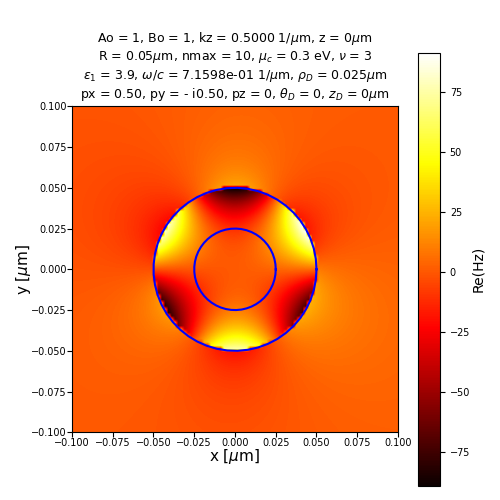 Ao = 1, Bo = 1, kz = 0.5000 1/μm, z = 0μm
R = 0.05μm, nmax = 10, μc = 0.3 eV, ν = 3
ε1 = 3.9, ω/c = 7.1598e-01 1/μm, ρD = 0.025μm
px = 0.50, py = - i0.50, pz = 0, θD = 0, zD = 0μm
0.100
0.075
0.050
0.025
0.000
−0.025
−0.050
−0.075
−0.100
y [μm]
−0.100 −0.075 −0.050 −0.025 0.000 0.025 0.050 0.075 0.100
x [μm]
75
50
25
0
−25
−50
−75
Re(Hz)